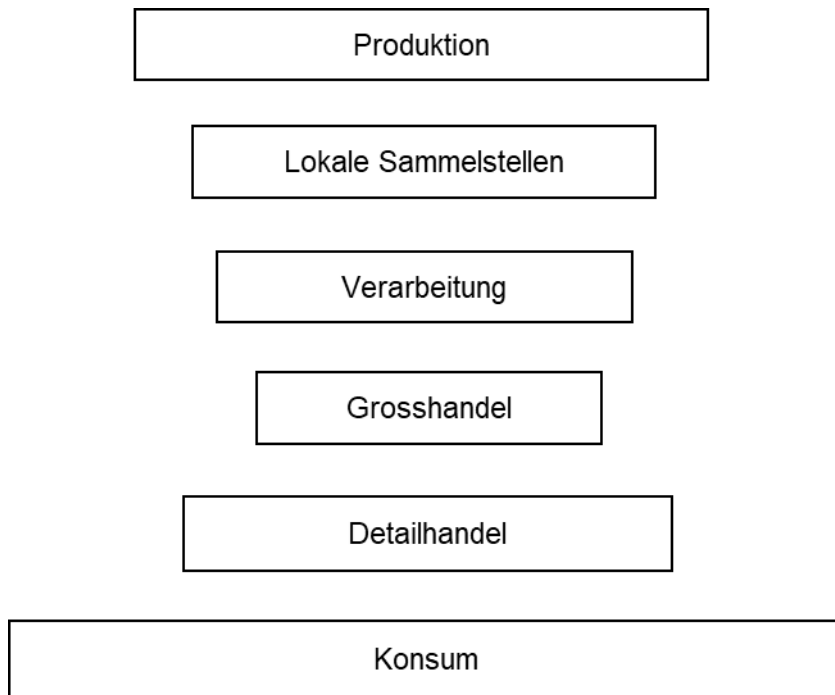 Produktion
Lokale Sammelstellen
Verarbeitung
Grosshandel
Detailhandel
Konsum